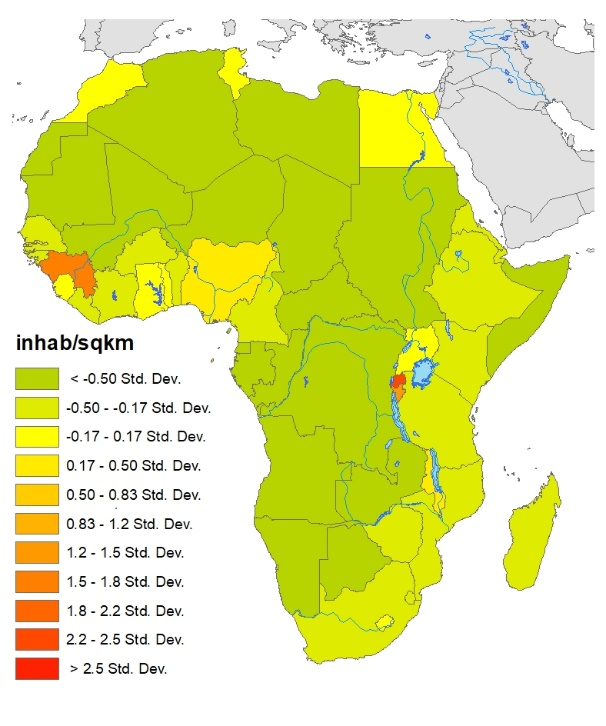 inhab/sqkm
< -0.50 Std. Dev.
-0.50 - -0.17 Std. Dev.
-0.17 - 0.17 Std. Dev.
0.17 - 0.50 Std. Dev.
0.50 - 0.83 Std. Dev.
0.83 - 1.2 Std. Dev.
1.2 - 1.5 Std. Dev.
1.5 - 1.8 Std. Dev.
1.8 - 2.2 Std. Dev.
2.2 - 2.5 Std. Dev.
> 2.5 Std. Dev.